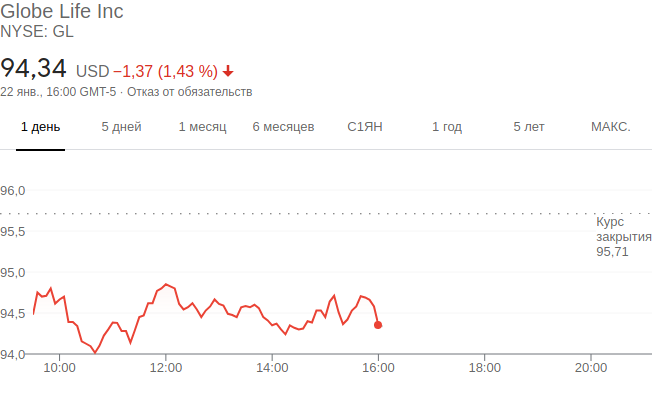 Globe Life Inc
NYSE: GL
94,34 USD −1,37 (1,43 %)
22 янв., 16:00 GMT-5 · Отказ от обязательств
1 день 5 дней 1 месяц 6 месяцев С1ЯН 1 год 5 лет МАКС.
96,0
Курс
95,5 закрытия
95,71
95,0
94,5
94,0
10:00 12:00 14:00 16:00 18:00 20:00